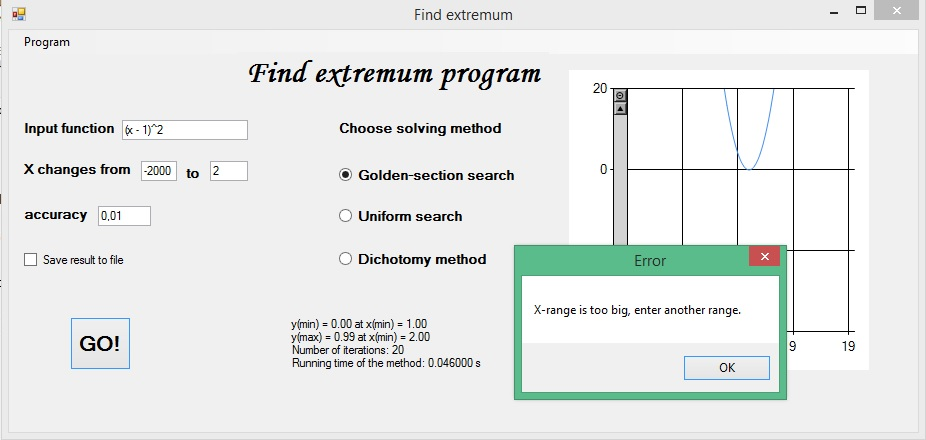 Find extremum
Program
Find extremum program
Input function (x - 1)^2
X changes from -2000 to 2
accuracy 0,01
Save result to file
GO!
Choose solving method
Golden-section search
Uniform search
Dichotomy method
y(min) = 0.00 at x(min) = 1.00
y(max) = 0.99 at x(min) = 2.00
Number of iterations: 20
Running time of the method: 0.046000 s
20
0
9 19
Error
X-range is too big, enter another range.
OK